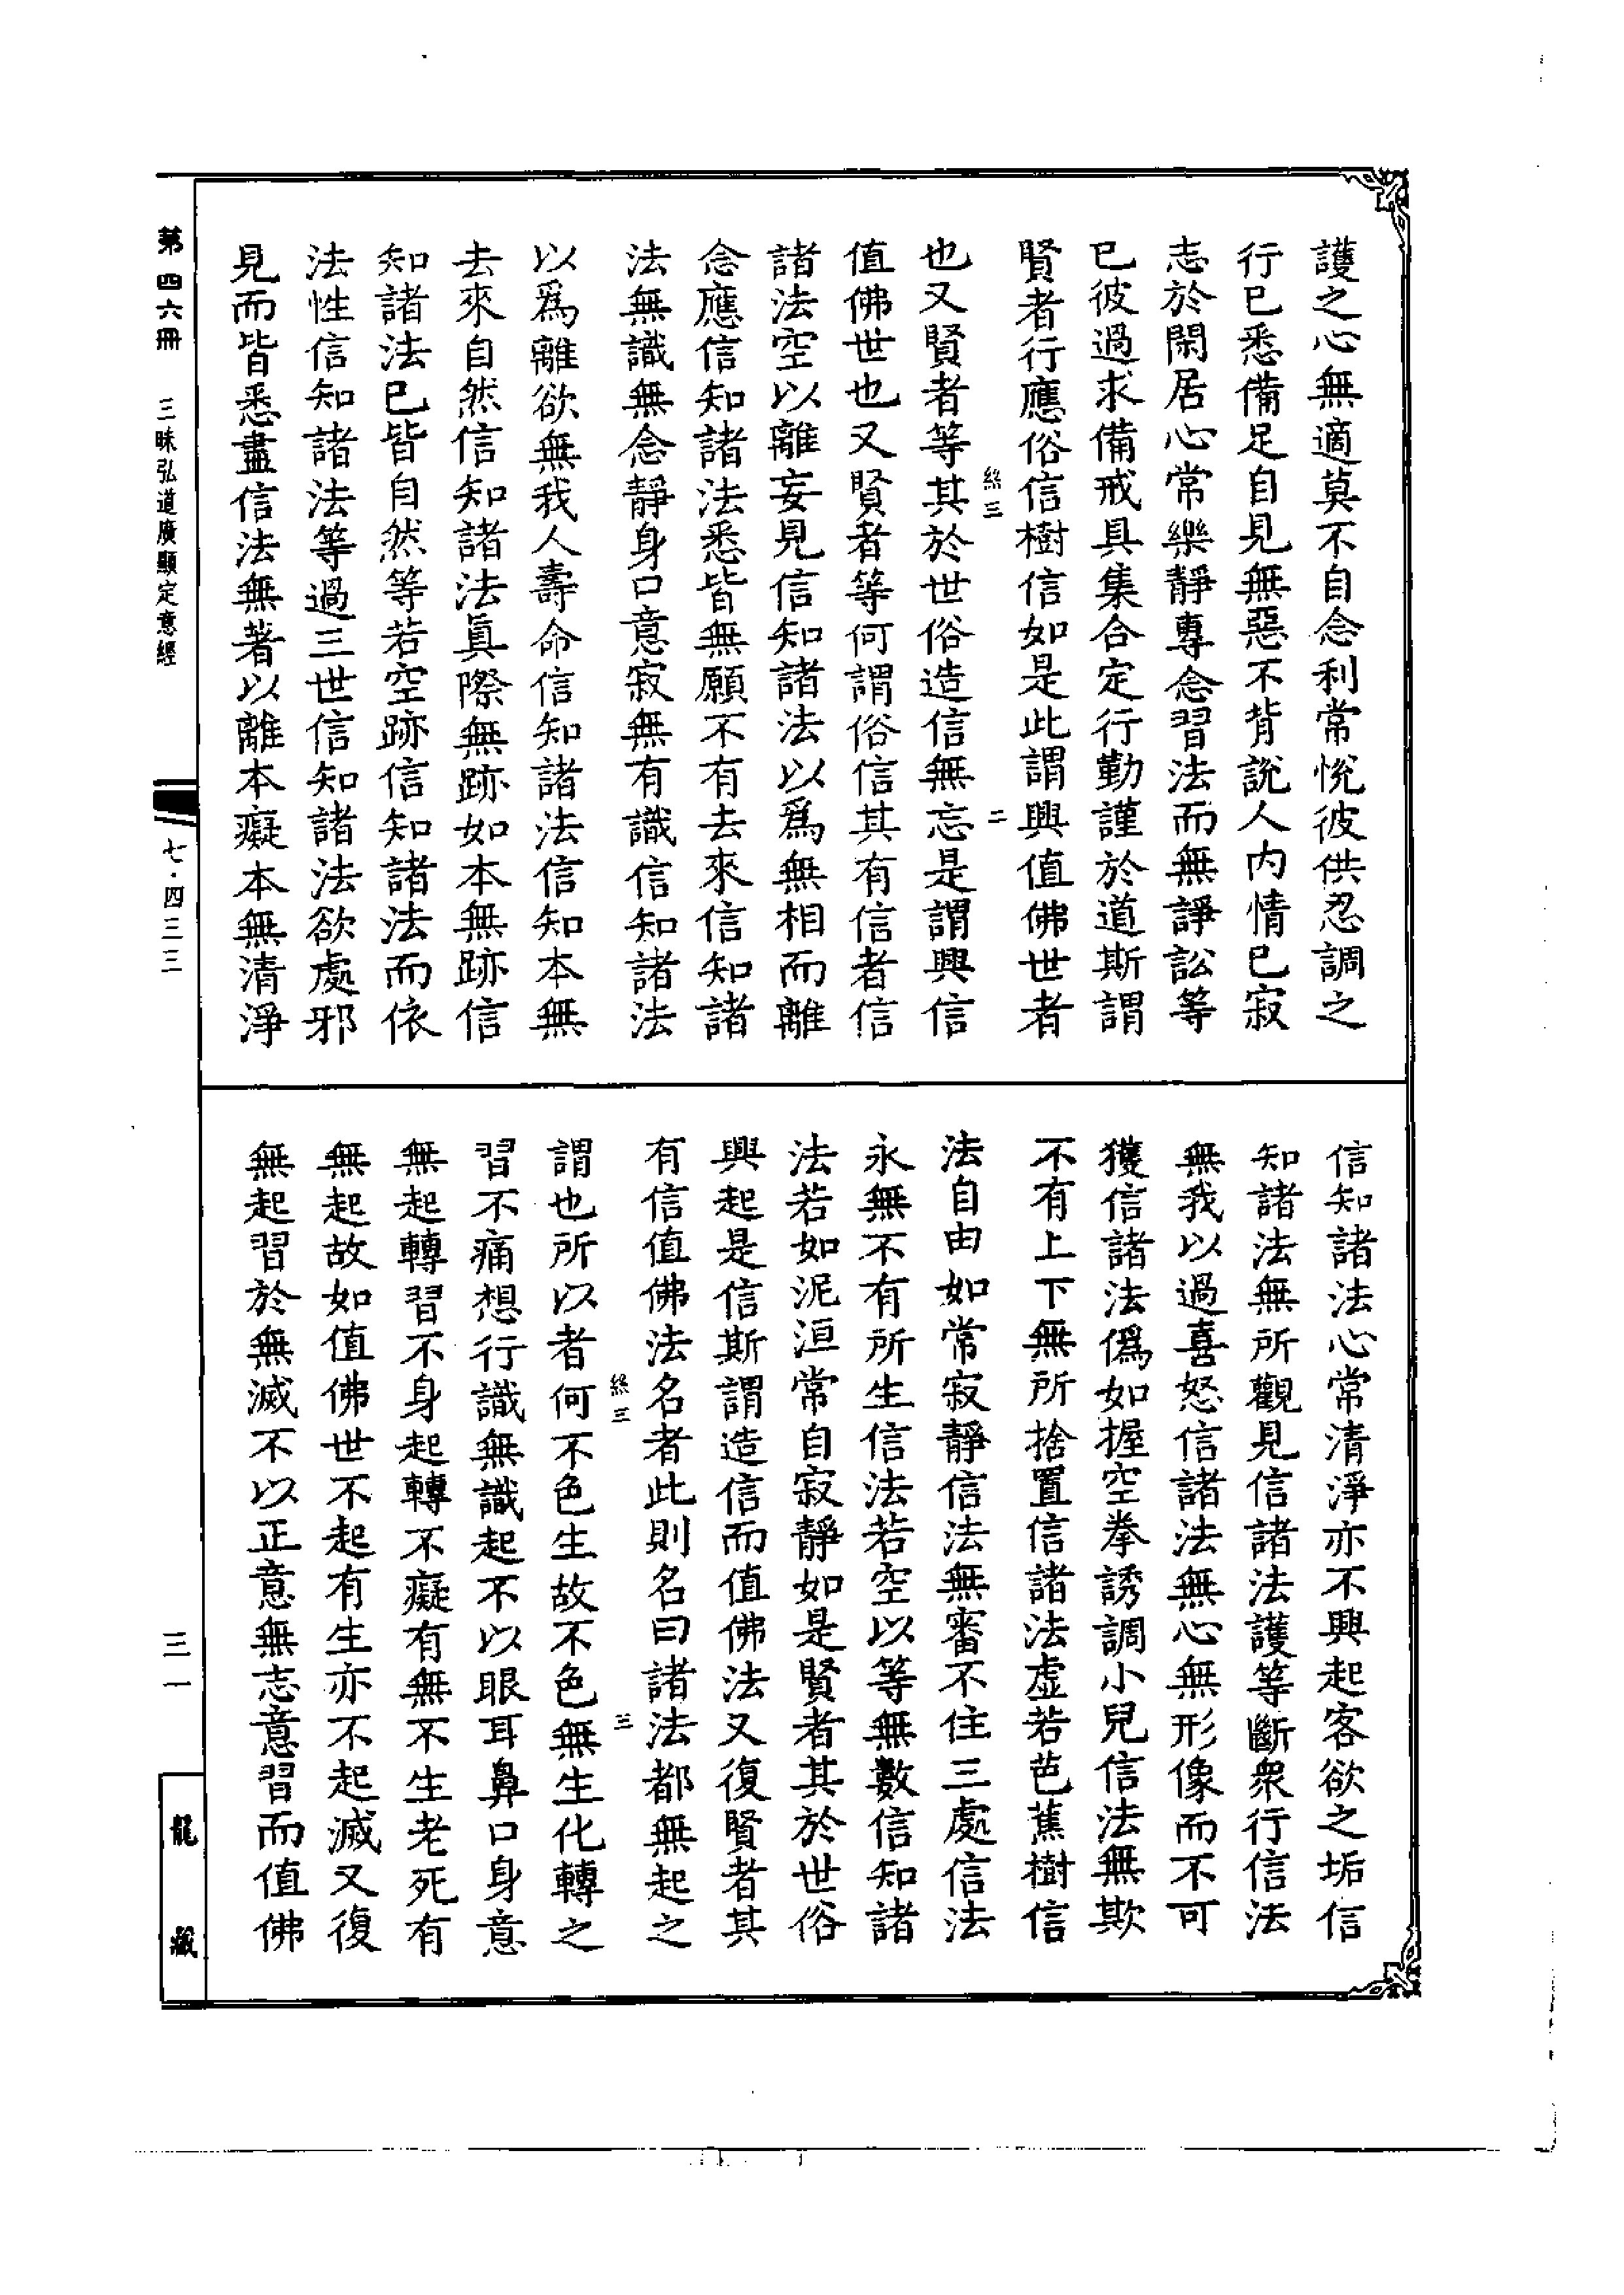 護之心無適莫不自念利常悅彼供忍調之
行已悉備足自見無惡不背說人內情已寂
志於閑居心常樂靜專念習法而無諍訟等
已彼過求備戒具集合定行勤謹於道斯謂
賢者行應俗信樹信如是此謂興值佛世者
絲三　二
也又賢者等其於世俗造信無忘是謂興信
值佛世也又賢者等何謂俗信其有信者信
諸法空以離妄見信知諸法以爲無相而離
念應信知諸法悉皆無願不有去來信知諸
法無識無念靜身口意寂無有識信知諸法
以爲離欲無我人壽命信知諸法信知本無
去來自然信知諸法眞際無跡如本無跡信
知諸法已皆自然等若空跡信知諸法而依
法性信知諸法等過三世信知諸法欲處邪
見而皆悉盡信法無著以離本癡本無清淨
信知諸法心常清淨亦不興起客欲之垢信
知諸法無所觀見信諸法護等斷衆行信法
無我以過喜怒信諸法無心無形像而不可
獲信諸法僞如握空拳誘調小兒信法無欺
不有上下無所捨置信諸法虛若芭蕉樹信
法自由如常寂靜信法無審不住三處信法
永無不有所生信法若空以等無數信知諸
法若如泥洹常自寂靜如是賢者其於世俗
興起是信斯謂造信而值佛法又復賢者其
有信值佛法名者此則名曰諸法都無起之
絲三　三
謂也所以者何不色生故不色無生化轉之
習不痛想行識無識起不以眼耳鼻口身意
無起轉習不身起轉不癡有無不生老死有
無起故如值佛世不起有生亦不起滅又復
無起習於無滅不以正意無志意習而值佛
第四六冊　三昧弘道廣顯定意經　七·四三三　三一　龍藏